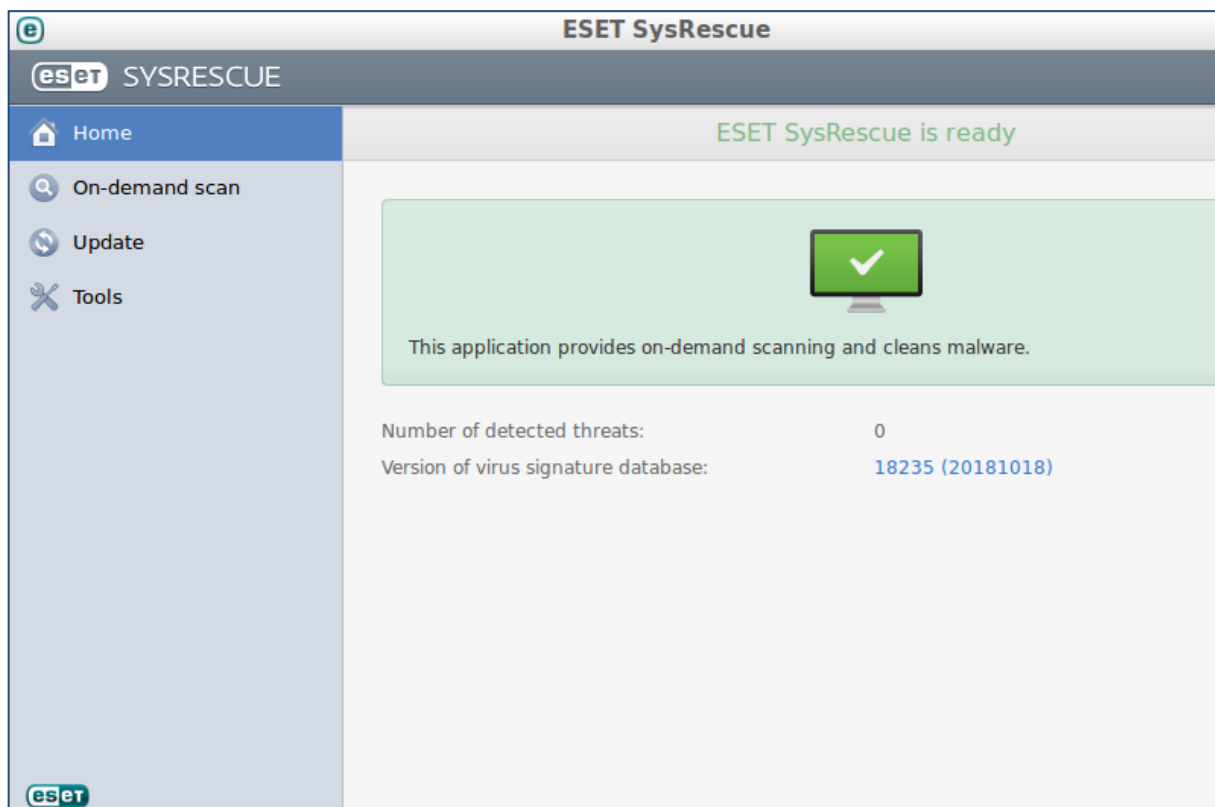 e
ESET SysRescue
eseT SYSRESCUE
Home
ESET SysRescue is ready
On-demand scan
Update
Tools
This application provides on-demand scanning and cleans malware.
Number of detected threats: 0
Version of virus signature database: 18235 (20181018)
eseT